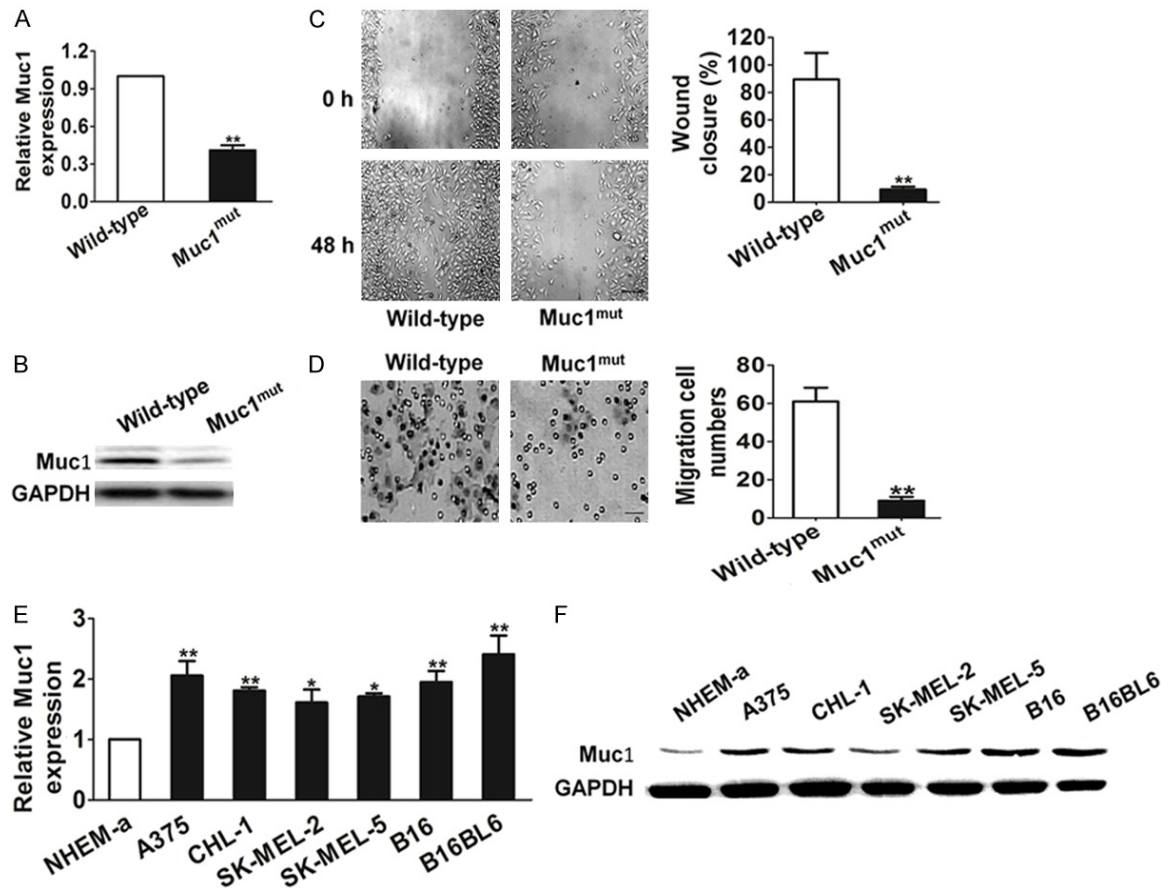 A
Relative Muc1
expression
1.2
0.9
0.6
0.3
0.0
**
Wild-type
Muc1mut
B
Wild-type
Muc1mut
Muc1
GAPDH
C
0 h
48 h
Wild-type
Muc1mut
Wound
closure (%)
120
100
80
60
40
20
0
**
Wild-type
Muc1mut
D
Wild-type
Muc1mut
Migration cell
numbers
80
60
40
20
0
**
Wild-type
Muc1mut
E
Relative Muc1
expression
3
2
1
0
**
**
*
*
**
**
NHEM-a
A375
CHL-1
SK-MEL-2
SK-MEL-5
B16
B16BL6
F
NHEM-a
A375
CHL-1
SK-MEL-2
SK-MEL-5
B16
B16BL6
Muc1
GAPDH